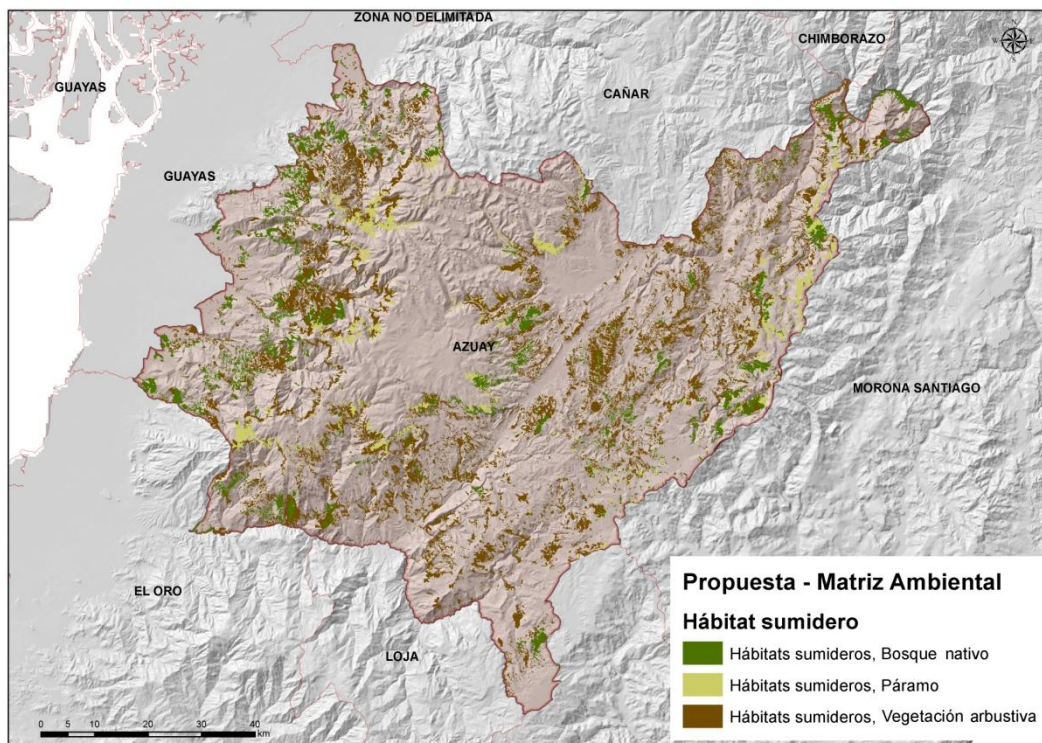 ZONA NO DELIMITADA
CHIMBORAZO
N
W E
S
GUAYAS
CAÑAR
GUAYAS
AZUAY
MORONA SANTIAGO
EL ORO
LOJA
Propuesta - Matriz Ambiental
Hábitat sumidero
Hábitats sumideros, Bosque nativo
Hábitats sumideros, Páramo
Hábitats sumideros, Vegetación arbustiva
0 5 10 20 30 40
km